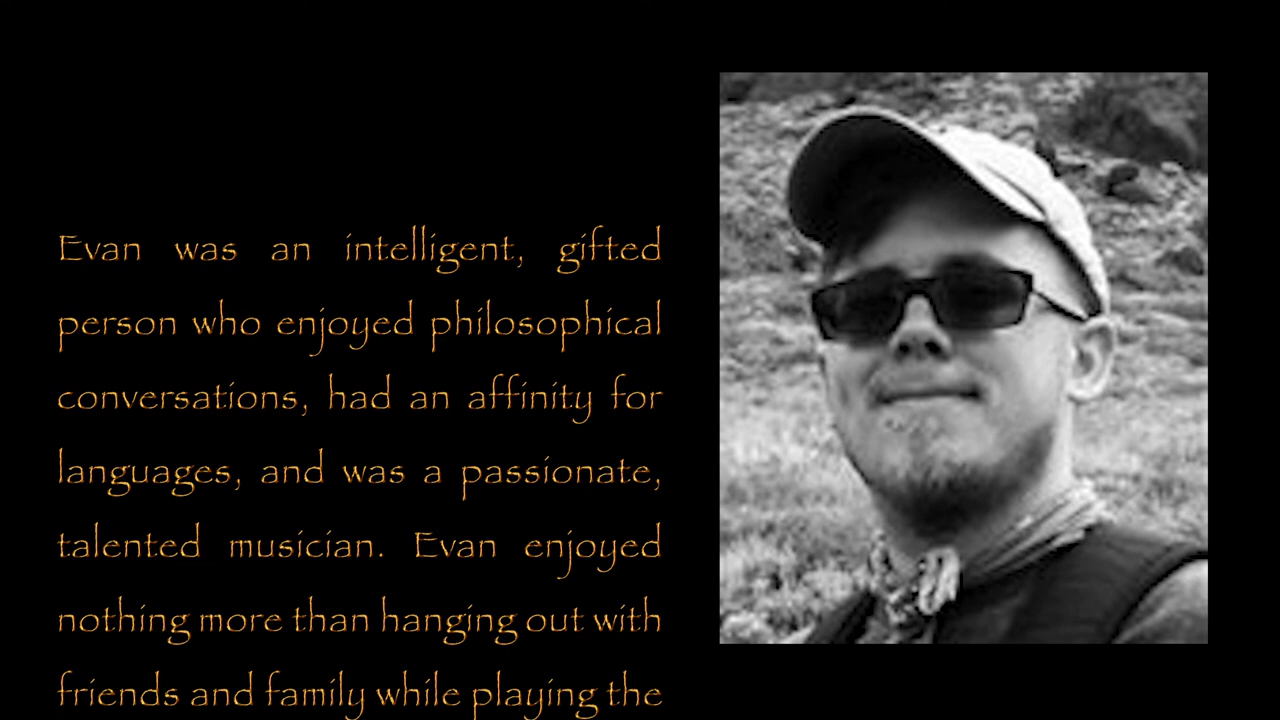 Evan was an intelligent, gifted
person who enjoyed philosophical
conversations, had an affinity for
languages, and was a passionate,
talented musician. Evan enjoyed
nothing more than hanging out with
friends and family while playing the